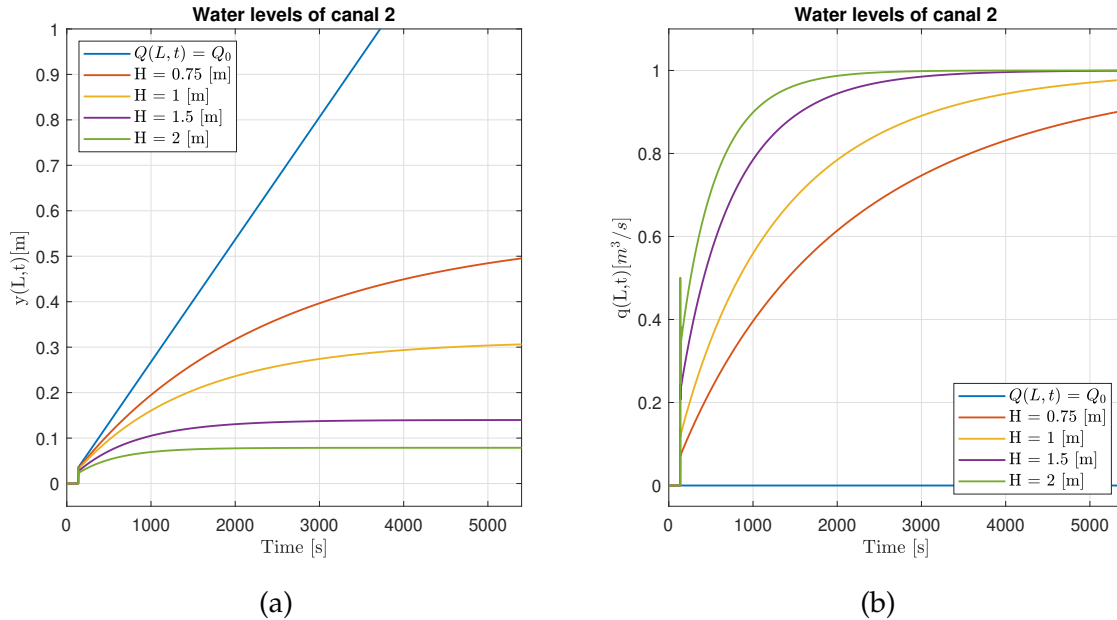 Water levels of canal 2
y(L,t)[m]
1
0.9
0.8
0.7
0.6
0.5
0.4
0.3
0.2
0.1
0
Q(L, t) = Q₀
H = 0.75 [m]
H = 1 [m]
H = 1.5 [m]
H = 2 [m]
0 1000 2000 3000 4000 5000
Time [s]
(a)
Water levels of canal 2
q(L,t)[m³/s]
1
0.8
0.6
0.4
0.2
0
Q(L, t) = Q₀
H = 0.75 [m]
H = 1 [m]
H = 1.5 [m]
H = 2 [m]
0 1000 2000 3000 4000 5000
Time [s]
(b)